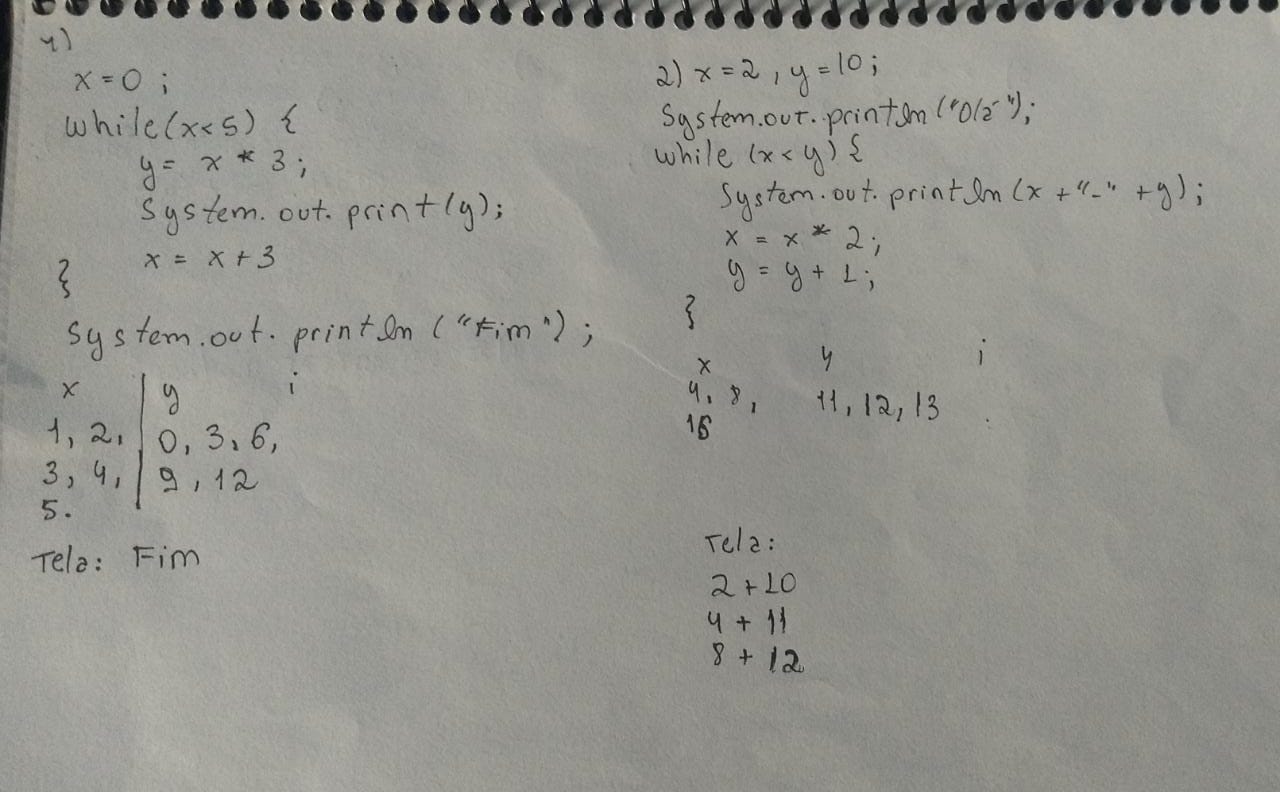 1)
x = 0 ;
while(x<5) {
y = x * 3 ;
System. out. print(y);
x = x + 3
}
System.out. println ("Fim") ;
x | y i
1, 2, | 0, 3, 6,
3, 4, | 9, 12
5.
Tela: Fim
2) x = 2 , y = 10 ;
System.out. println ("Olá");
while (x < y) {
System. out. println (x + "-" + y) ;
x = x * 2 ;
y = y + 1 ;
}
x y i
4, 8, 11, 12, 13
16
Tela:
2 + 10
4 + 11
8 + 12